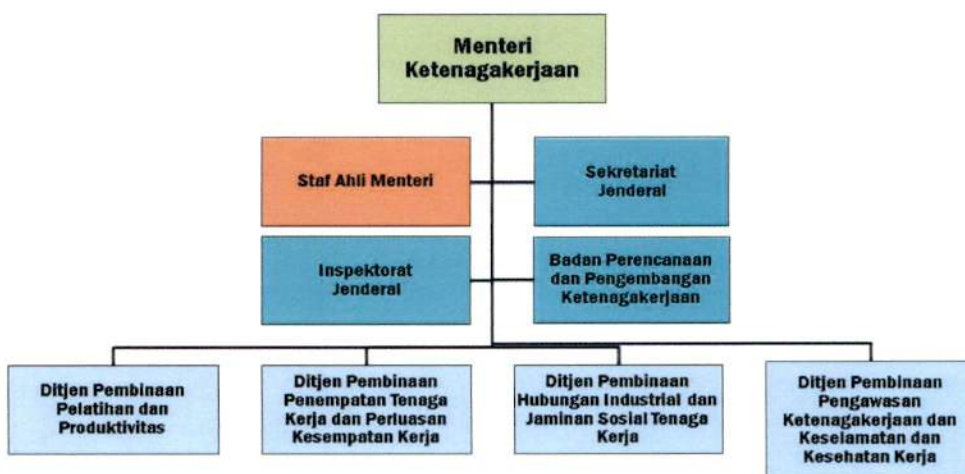 Menteri
Ketenagakerjaan
Staf Ahli Menteri
Sekretariat
Jenderal
Inspektorat
Jenderal
Badan Perencanaan
dan Pengembangan
Ketenagakerjaan
Ditjen Pembinaan
Pelatihan dan
Produktivitas
Ditjen Pembinaan
Penempatan Tenaga
Kerja dan Perluasan
Kesempatan Kerja
Ditjen Pembinaan
Hubungan Industrial dan
Jaminan Sosial Tenaga
Kerja
Ditjen Pembinaan
Pengawasan
Ketenagakerjaan dan
Keselamatan dan
Kesehatan Kerja